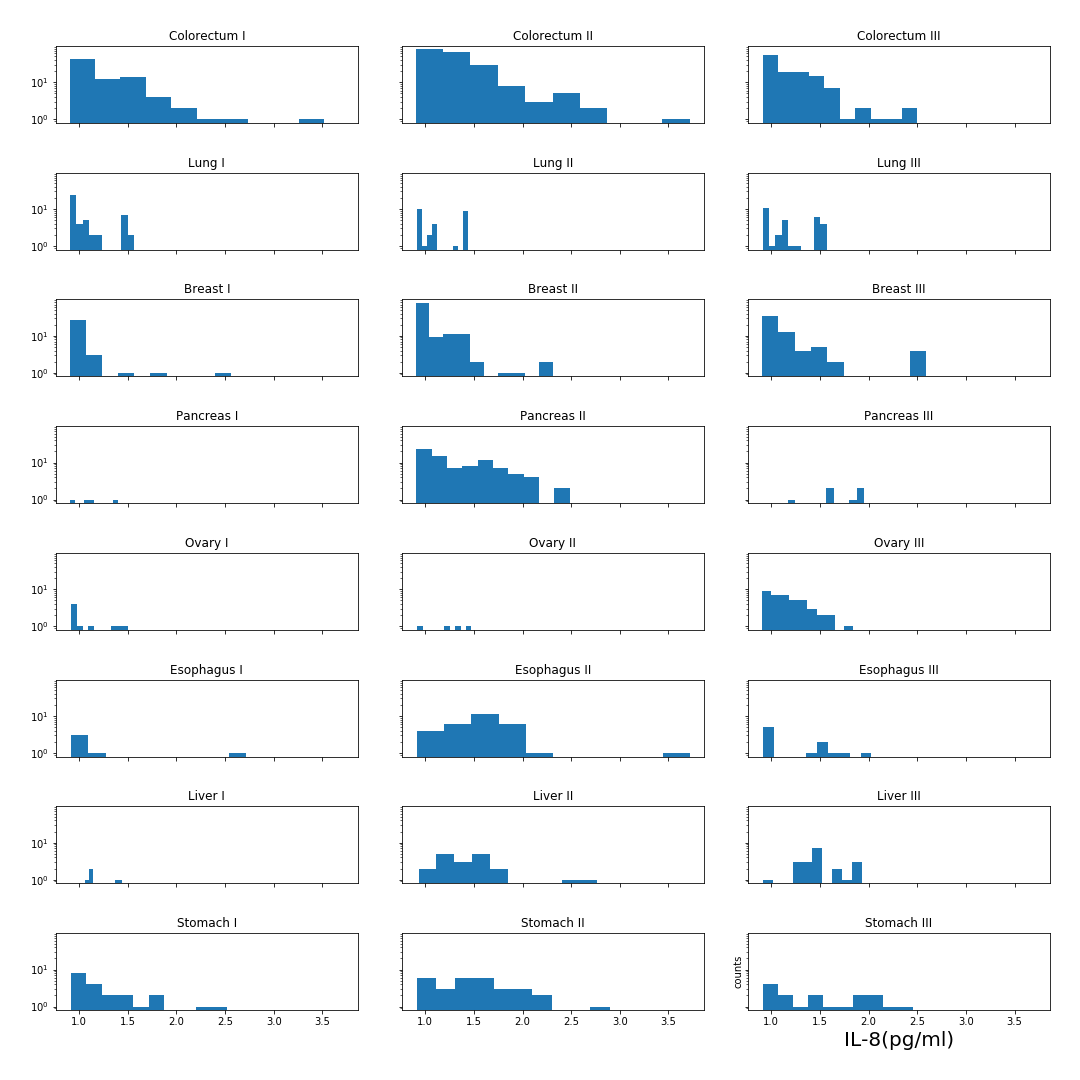 Colorectum I Colorectum II Colorectum III
10¹
10⁰
Lung I Lung II Lung III
10¹
10⁰
Breast I Breast II Breast III
10¹
10⁰
Pancreas I Pancreas II Pancreas III
10¹
10⁰
Ovary I Ovary II Ovary III
10¹
10⁰
Esophagus I Esophagus II Esophagus III
10¹
10⁰
Liver I Liver II Liver III
10¹
10⁰
Stomach I Stomach II Stomach III
10¹
10⁰
counts
1.0 1.5 2.0 2.5 3.0 3.5 1.0 1.5 2.0 2.5 3.0 3.5 1.0 1.5 2.0 2.5 3.0 3.5
IL-8(pg/ml)